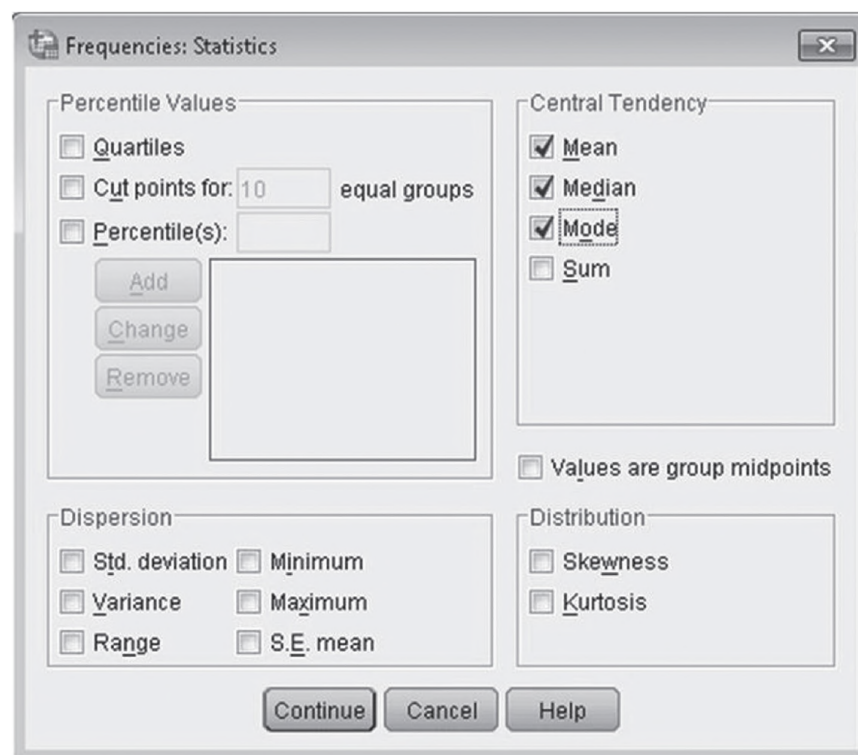 Frequencies: Statistics
Percentile Values
Quartiles
Cut points for: 10 equal groups
Percentile(s):
Add
Change
Remove
Central Tendency
Mean
Median
Mode
Sum
Values are group midpoints
Dispersion
Std. deviation Minimum
Variance Maximum
Range S.E. mean
Distribution
Skewness
Kurtosis
Continue Cancel Help